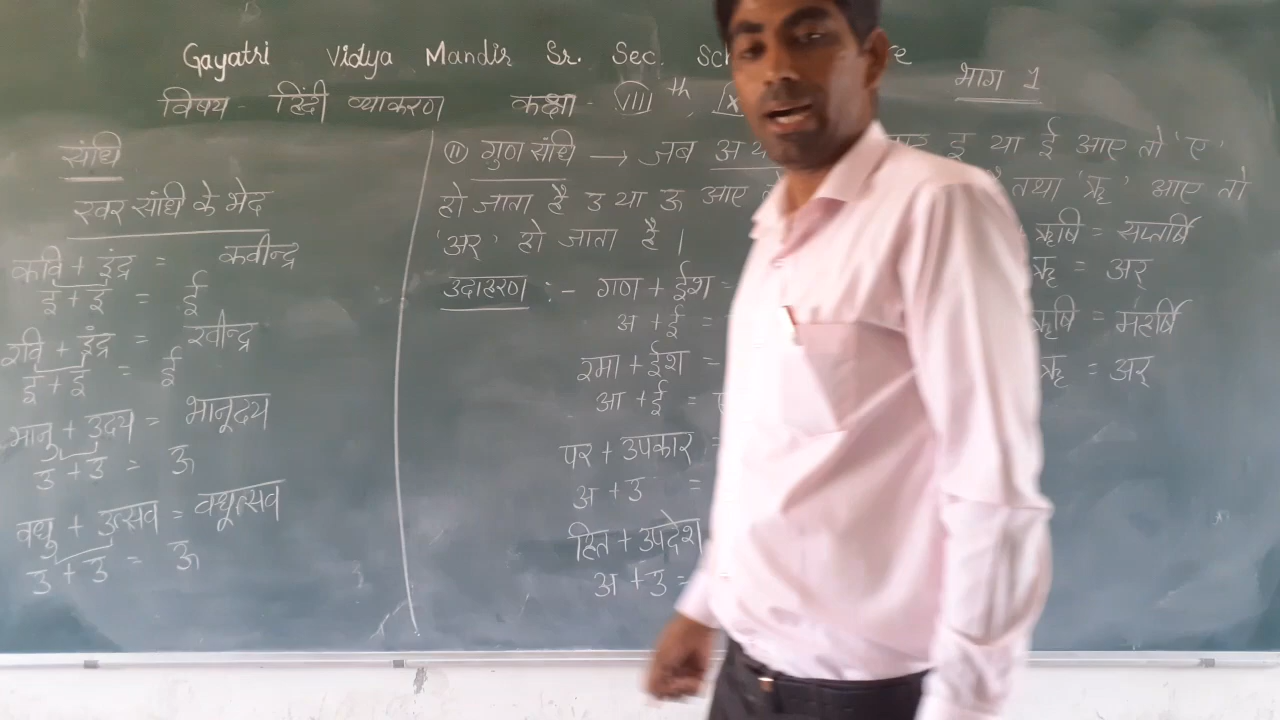 Gayatri Vidya Mandir Sr. Sec.
विषय - हिंदी व्याकरण कक्षा - VIII th,
भाग 1
संधि
स्वर संधि के भेद
कवि + इंद्र = कवीन्द्र
इ + इ = ई
रवि + इंद्र = रवीन्द्र
इ + इ = ई
भानु + उदय = भानूदय
उ + उ = ऊ
वधु + उत्सव = वधूत्सव
उ + उ = ऊ
(II) गुण संधि → जब अ इ या ई आए तो 'ए'
हो जाता है उ या ऊ आए तथा 'ऋ' आए तो
'अर्' हो जाता है।
उदाहरण :- गण + ईश =
अ + ई =
रमा + ईश =
आ + ई =
पर + उपकार =
अ + उ =
हित + उपदेश
अ + उ =
ऋषि = सप्तर्षि
ऋ = अर्
ऋषि = महर्षि
ऋ = अर्